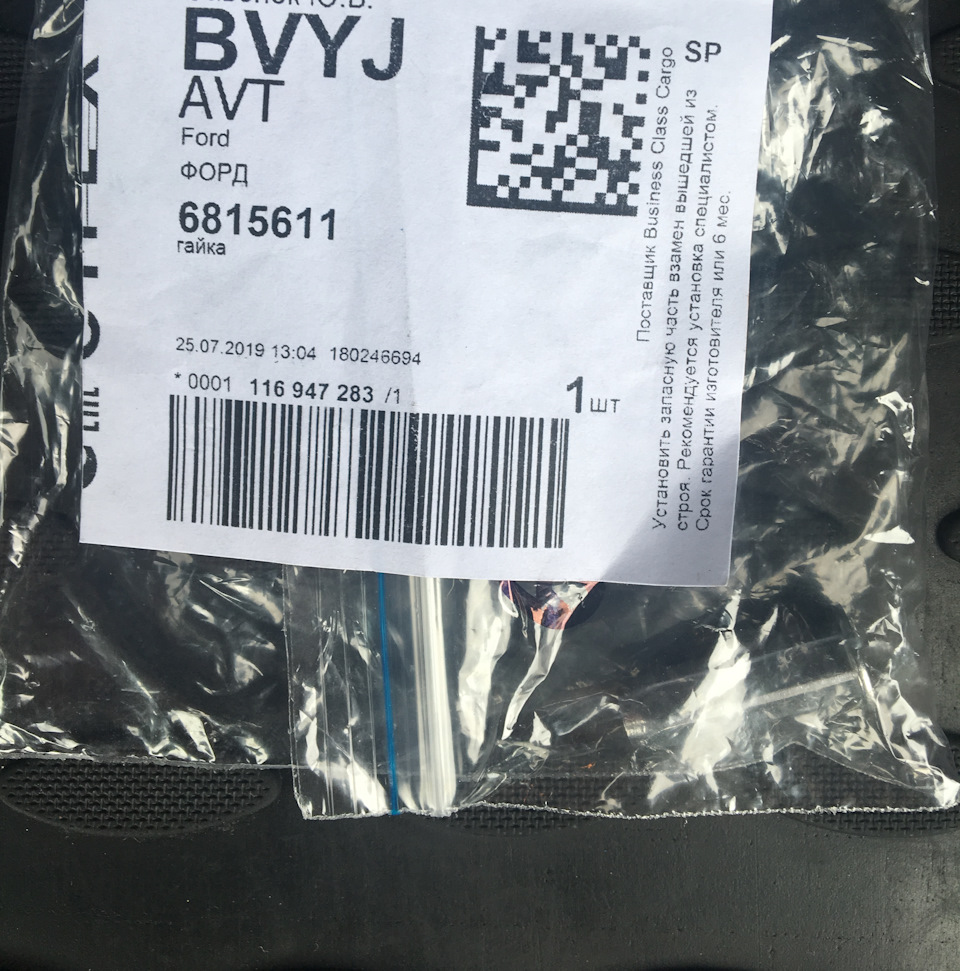 BVYJ
AVT
Ford
ФОРД
6815611
гайка
25.07.2019 13:04 180246694
* 0001 116 947 283 /1
1шт
SP
Поставщик Business Class Cargo
Установить запасную часть взамен вышедшей из
строя. Рекомендуется установка специалистом.
Срок гарантии изготовителя или 6 мес.